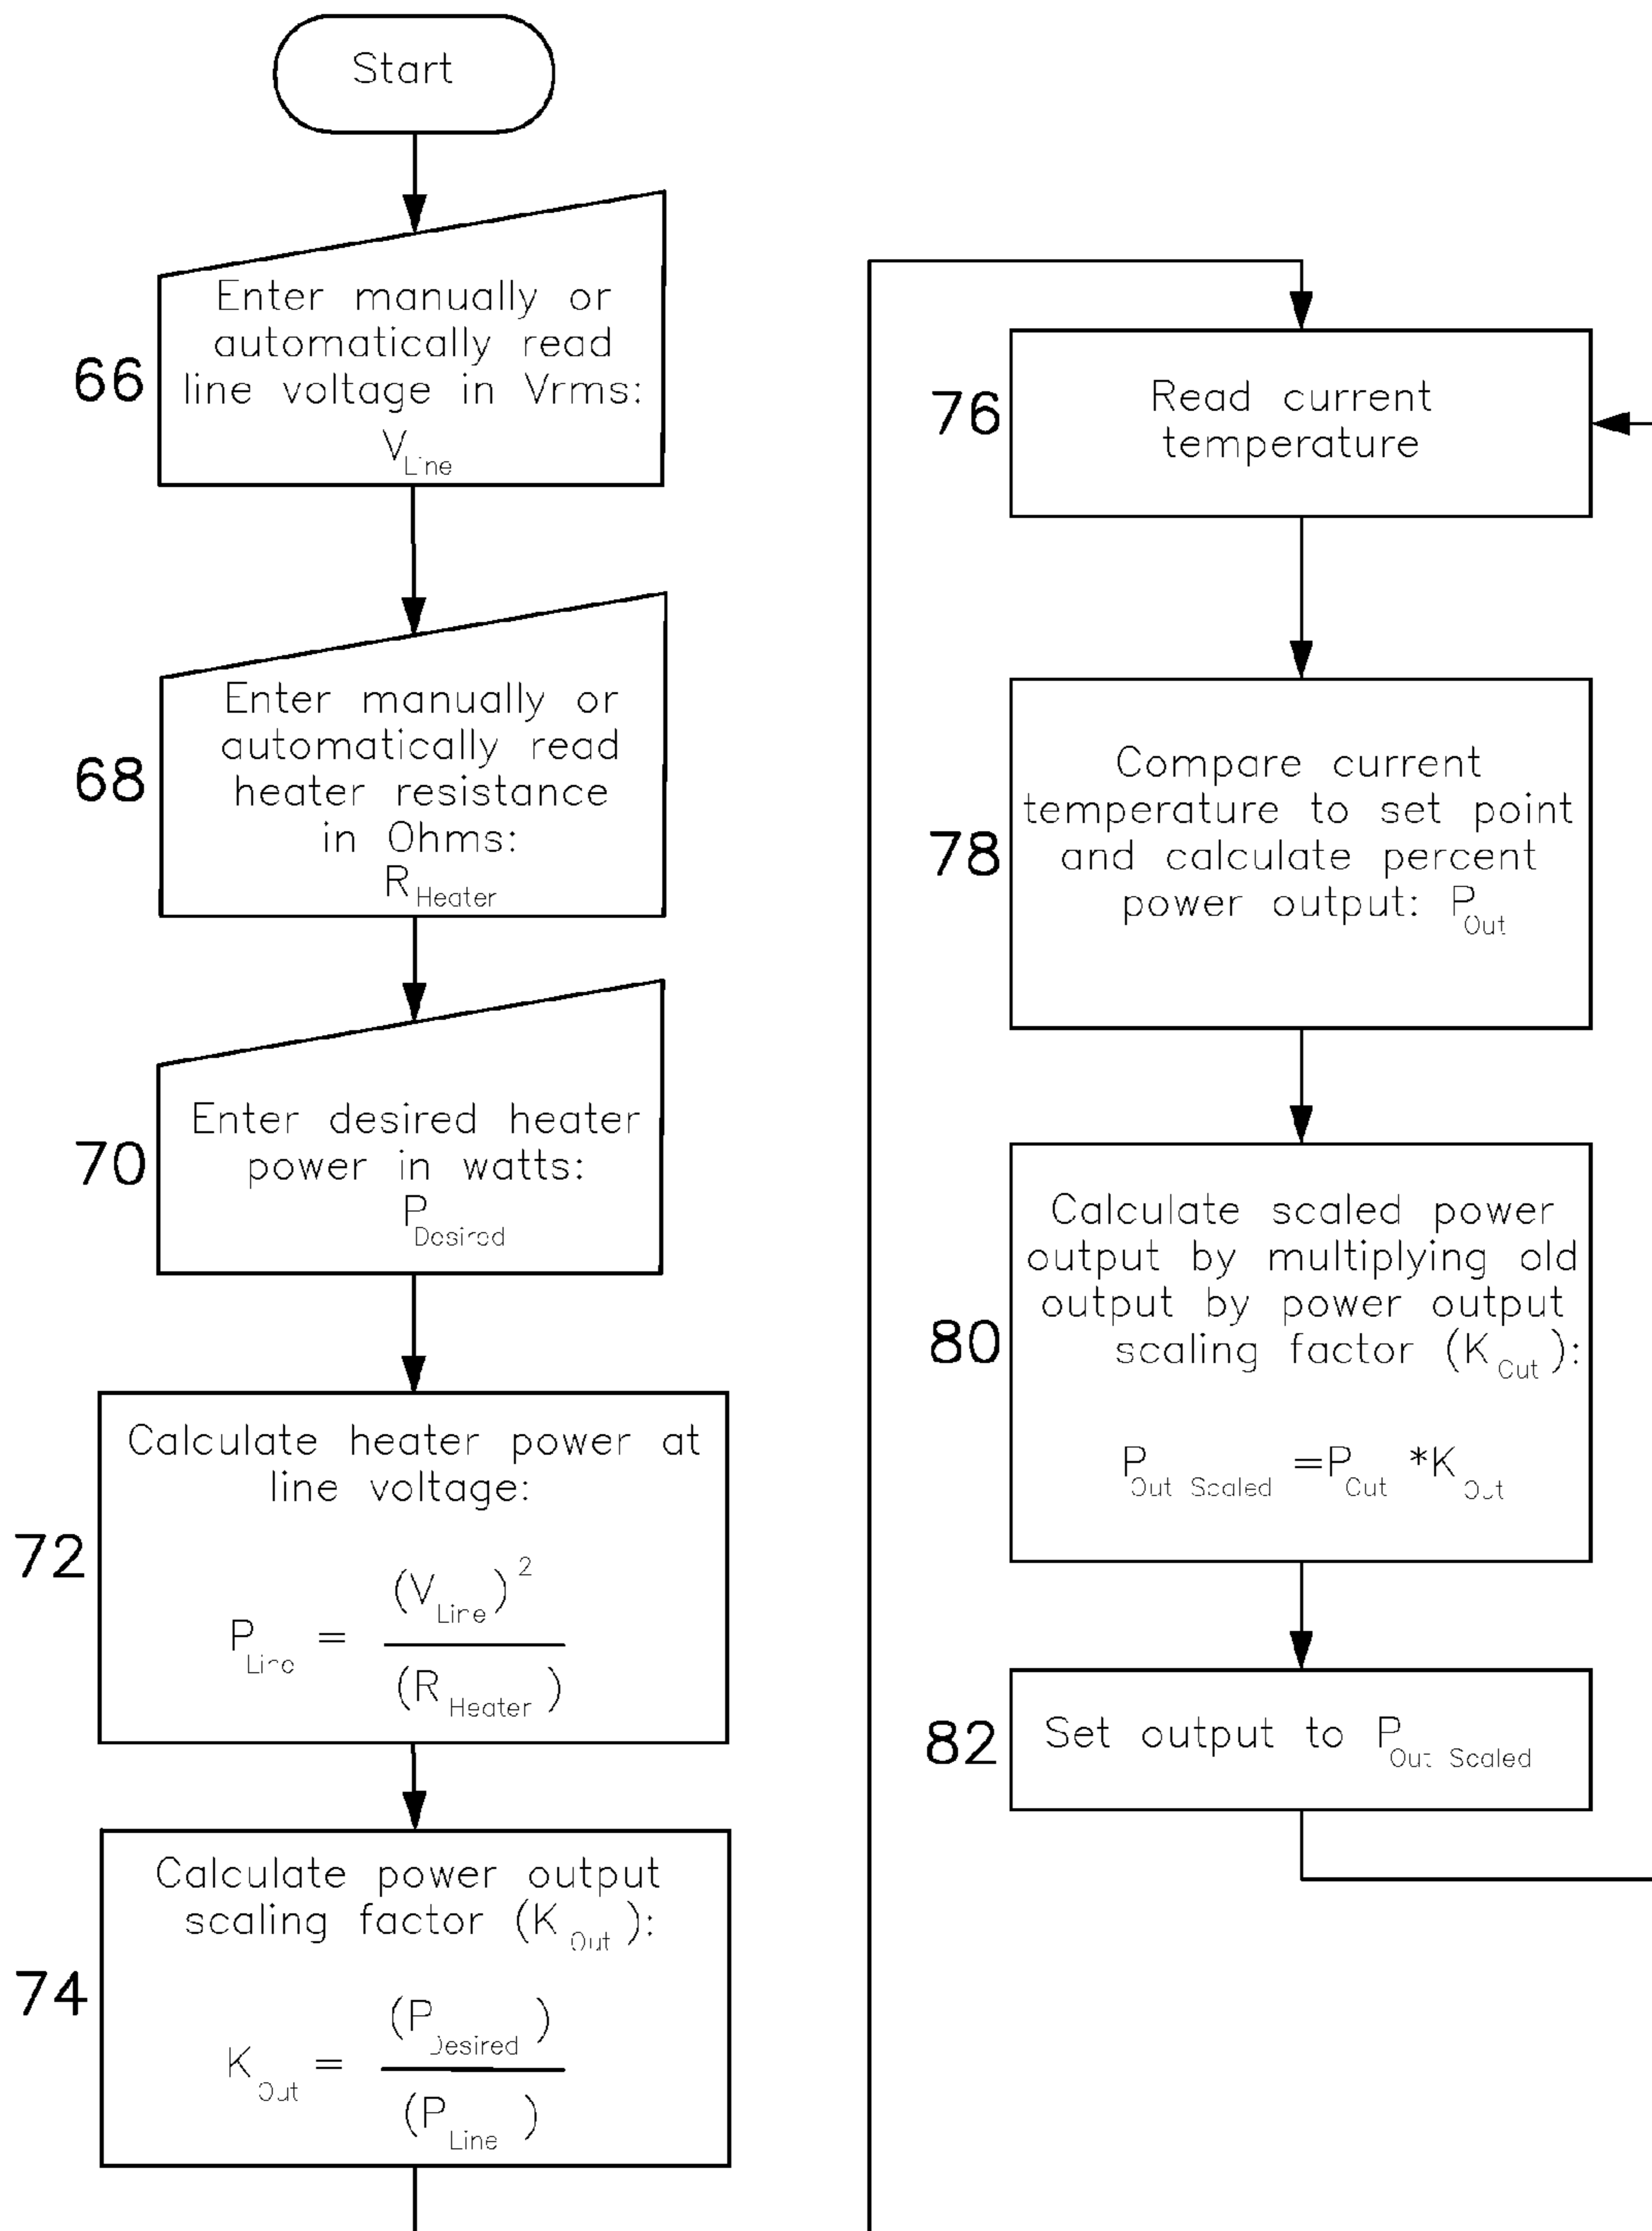 Start
66
Enter manually or
automatically read
line voltage in Vrms:
V Line
68
Enter manually or
automatically read
heater resistance
in Ohms:
R Heater
70
Enter desired heater
power in watts:
P Desired
72
Calculate heater power at
line voltage:
P Line = (V Line)²
(R Heater)
74
Calculate power output
scaling factor (K Out):
K Out = (P Desired)
(P Line)
76
Read current
temperature
78
Compare current
temperature to set point
and calculate percent
power output: P Out
80
Calculate scaled power
output by multiplying old
output by power output
scaling factor (K Out):
P Out Scaled =P Out *K Out
82
Set output to P Out Scaled